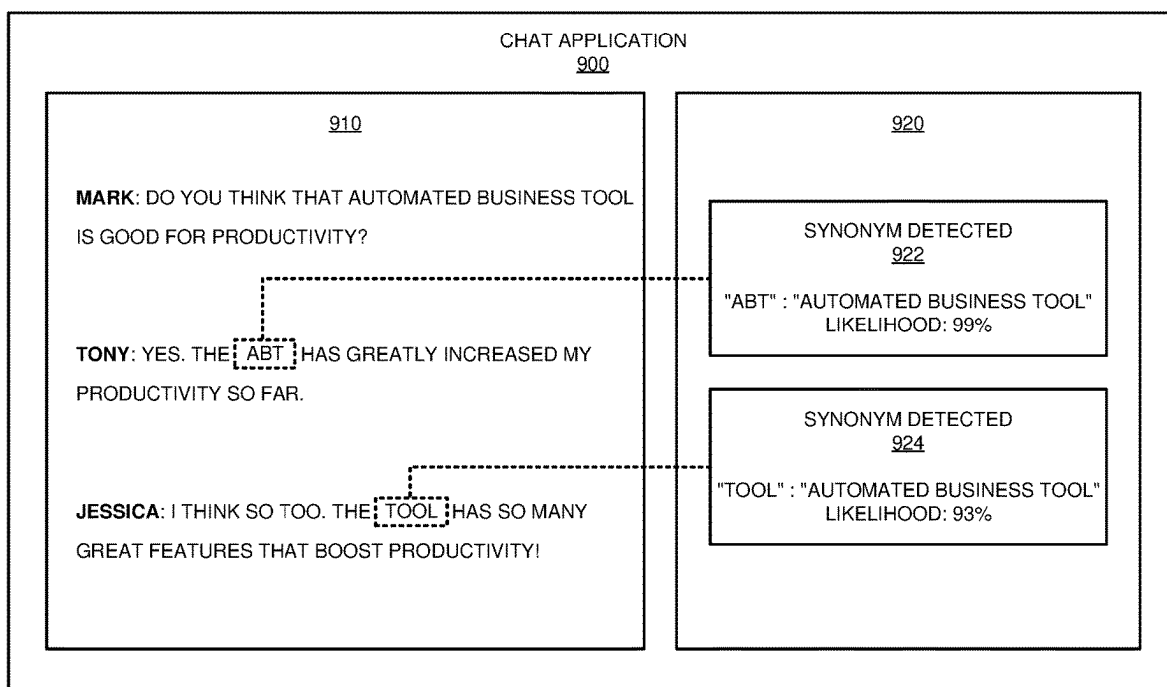 CHAT APPLICATION
900
910
MARK: DO YOU THINK THAT AUTOMATED BUSINESS TOOL
IS GOOD FOR PRODUCTIVITY?
TONY: YES. THE ABT HAS GREATLY INCREASED MY
PRODUCTIVITY SO FAR.
JESSICA: I THINK SO TOO. THE TOOL HAS SO MANY
GREAT FEATURES THAT BOOST PRODUCTIVITY!
920
SYNONYM DETECTED
922
"ABT" : "AUTOMATED BUSINESS TOOL"
LIKELIHOOD: 99%
SYNONYM DETECTED
924
"TOOL" : "AUTOMATED BUSINESS TOOL"
LIKELIHOOD: 93%